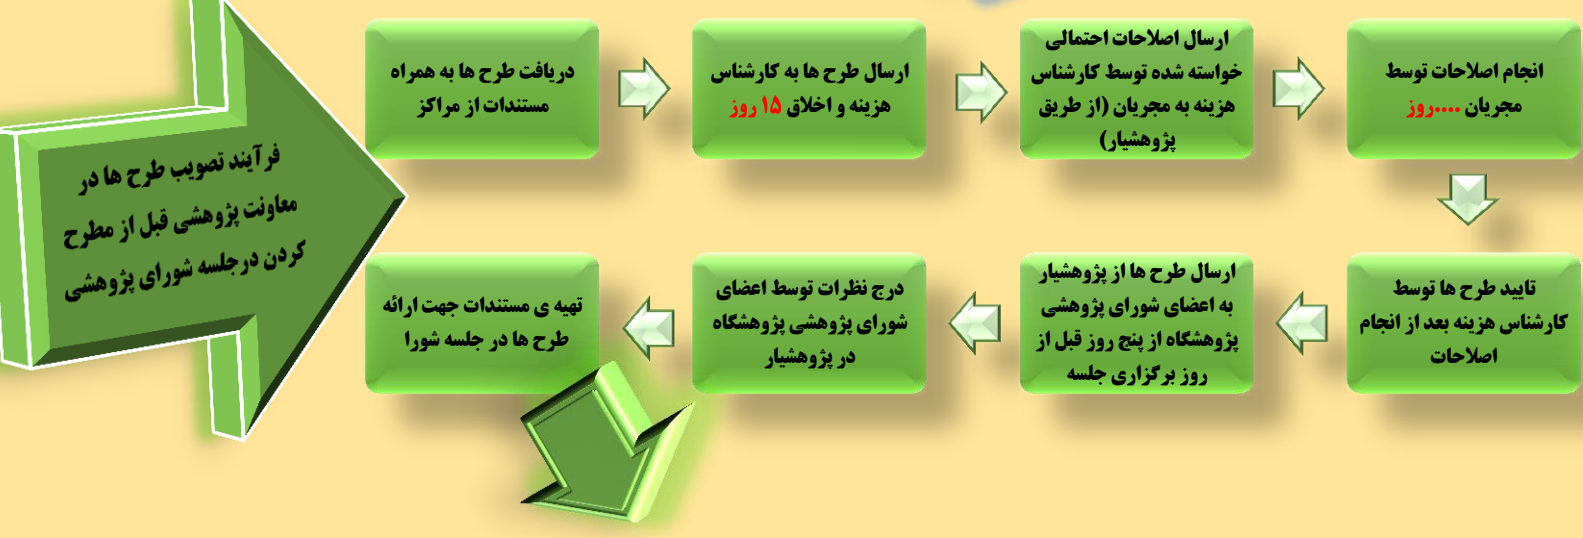 فرآیند تصویب طرح ها در
معاونت پژوهشی قبل از مطرح
کردن درجلسه شورای پژوهشی
دریافت طرح ها به همراه
مستندات از مراکز
ارسال طرح ها به کارشناس
هزینه و اخلاق ۱۵ روز
ارسال اصلاحات احتمالی
خواسته شده توسط کارشناس
هزینه به مجریان (از طریق
پژوهشیار)
انجام اصلاحات توسط
مجریان ....روز
تایید طرح ها توسط
کارشناس هزینه بعد از انجام
اصلاحات
ارسال طرح ها از پژوهشیار
به اعضای شورای پژوهشی
پژوهشگاه از پنج روز قبل از
روز برگزاری جلسه
درج نظرات توسط اعضای
شورای پژوهشی پژوهشگاه
در پژوهشیار
تهیه ی مستندات جهت ارائه
طرح ها در جلسه شورا